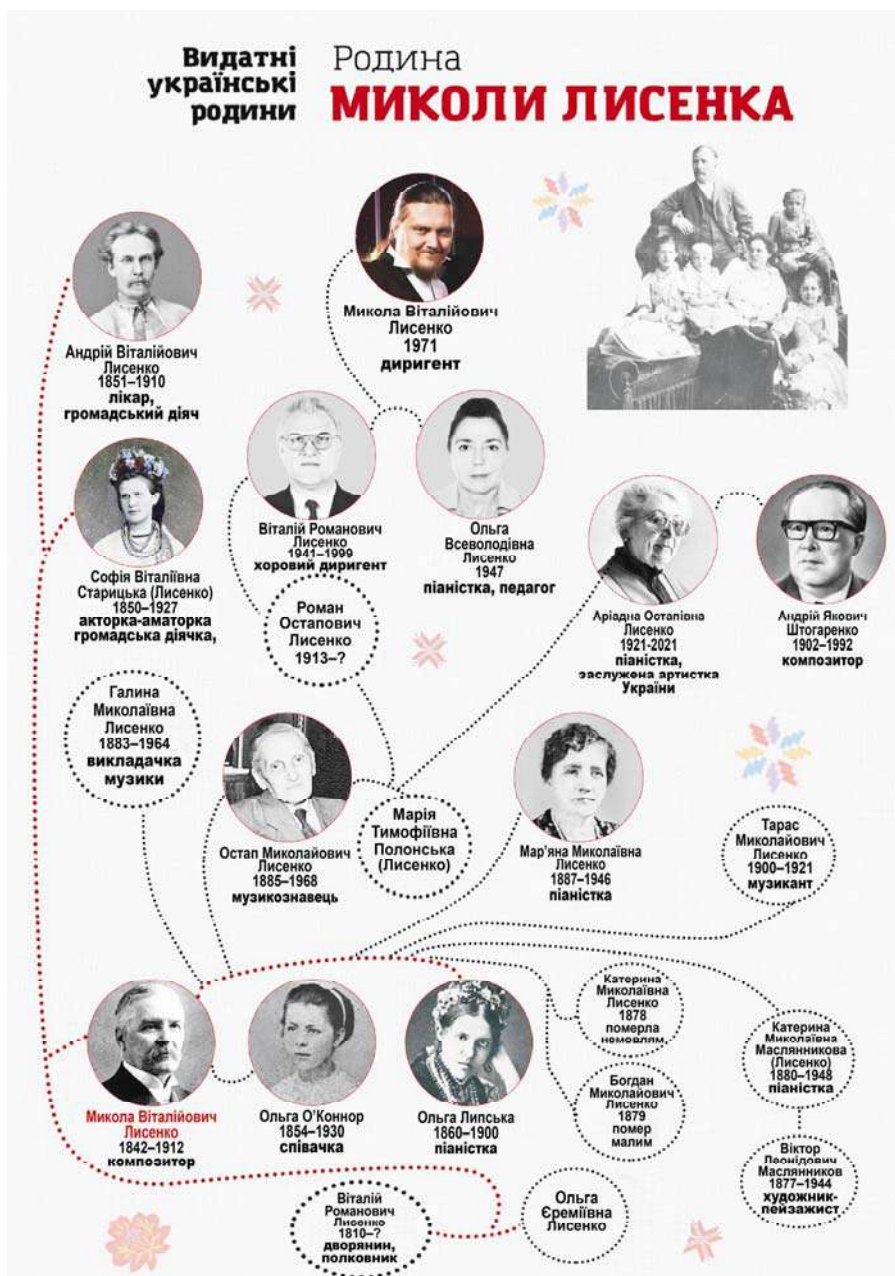 Видатні
українські
родини
Родина
МИКОЛИ ЛИСЕНКА
Микола Віталійович
Лисенко
1971
диригент
Андрій Віталійович
Лисенко
1851–1910
лікар,
громадський діяч
Віталій Романович
Лисенко
1941–1999
хоровий диригент
Ольга
Всеволодівна
Лисенко
1947
піаністка, педагог
Софія Віталіївна
Старицька (Лисенко)
1850–1927
акторка-аматорка
громадська діячка,
Роман
Остапович
Лисенко
1913–?
Аріадна Остапівна
Лисенко
1921-2021
піаністка,
заслужена артистка
України
Андрій Якович
Штогаренко
1902–1992
композитор
Галина
Миколаївна
Лисенко
1883–1964
викладачка
музики
Остап Миколайович
Лисенко
1885–1968
музикознавець
Марія
Тимофіївна
Полонська
(Лисенко)
Мар’яна Миколаївна
Лисенко
1887–1946
піаністка
Тарас
Миколайович
Лисенко
1900–1921
музикант
Микола Віталійович
Лисенко
1842–1912
композитор
Ольга О’Коннор
1854–1930
співачка
Ольга Липська
1860–1900
піаністка
Катерина
Миколаївна
Лисенко
1878
померла
немовлям
Богдан
Миколайович
Лисенко
1879
помер
малим
Катерина
Миколаївна
Маслянникова
(Лисенко)
1880–1948
піаністка
Віктор
Леонідович
Маслянников
1877–1944
художник-
пейзажист
Віталій
Романович
Лисенко
1810–?
дворянин,
полковник
Ольга
Єреміївна
Лисенко